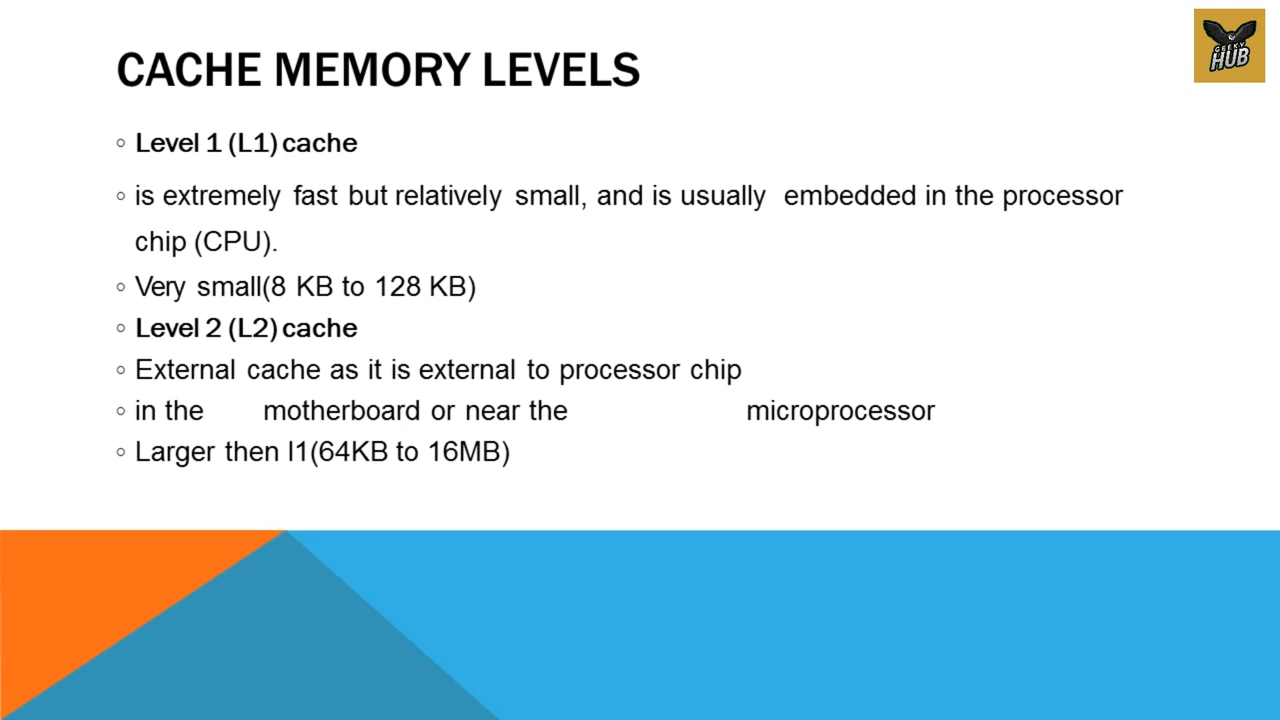 CACHE MEMORY LEVELS
GEEKY
HUB
○ Level 1 (L1) cache
○ is extremely fast but relatively small, and is usually embedded in the processor
chip (CPU).
○ Very small(8 KB to 128 KB)
○ Level 2 (L2) cache
○ External cache as it is external to processor chip
○ in the motherboard or near the microprocessor
○ Larger then l1(64KB to 16MB)